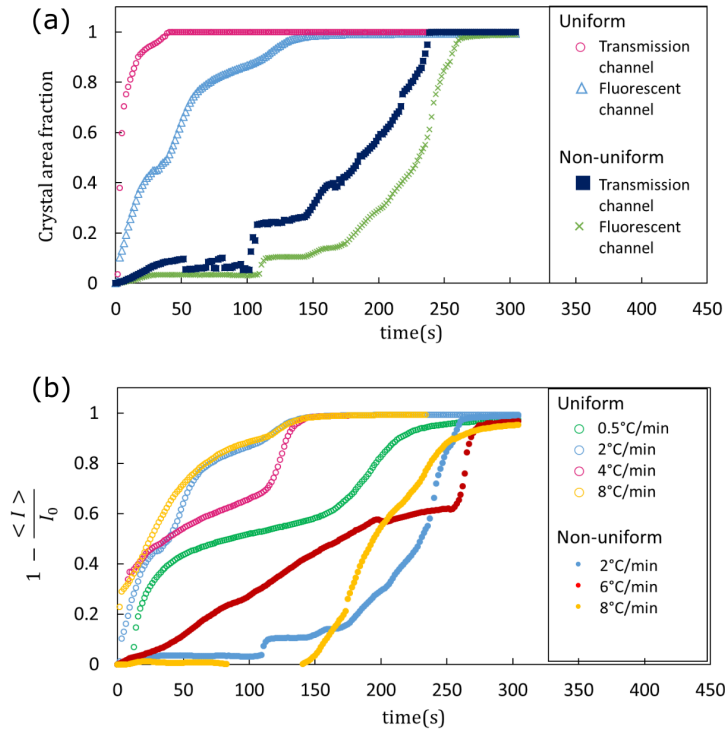 (a)
Crystal area fraction
1
0.8
0.6
0.4
0.2
0
0 50 100 150 200 250 300 350 400 450
time(s)
Uniform
Transmission
channel
Fluorescent
channel
Non-uniform
Transmission
channel
Fluorescent
channel
(b)
1 − <I> / I₀
1
0.8
0.6
0.4
0.2
0
0 50 100 150 200 250 300 350 400 450
time(s)
Uniform
0.5°C/min
2°C/min
4°C/min
8°C/min
Non-uniform
2°C/min
6°C/min
8°C/min